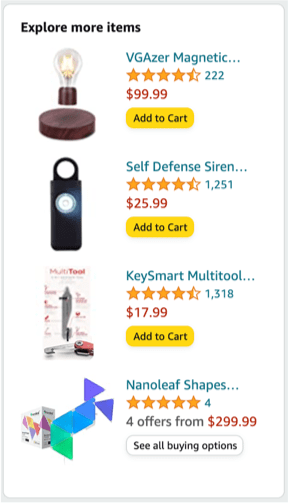 Explore more items
VGAzer Magnetic...
222
$99.99
Add to Cart
Self Defense Siren...
1,251
$25.99
Add to Cart
MultiTool
KeySmart Multitool...
1,318
$17.99
Add to Cart
Nanoleaf Shapes...
4
4 offers from $299.99
See all buying options